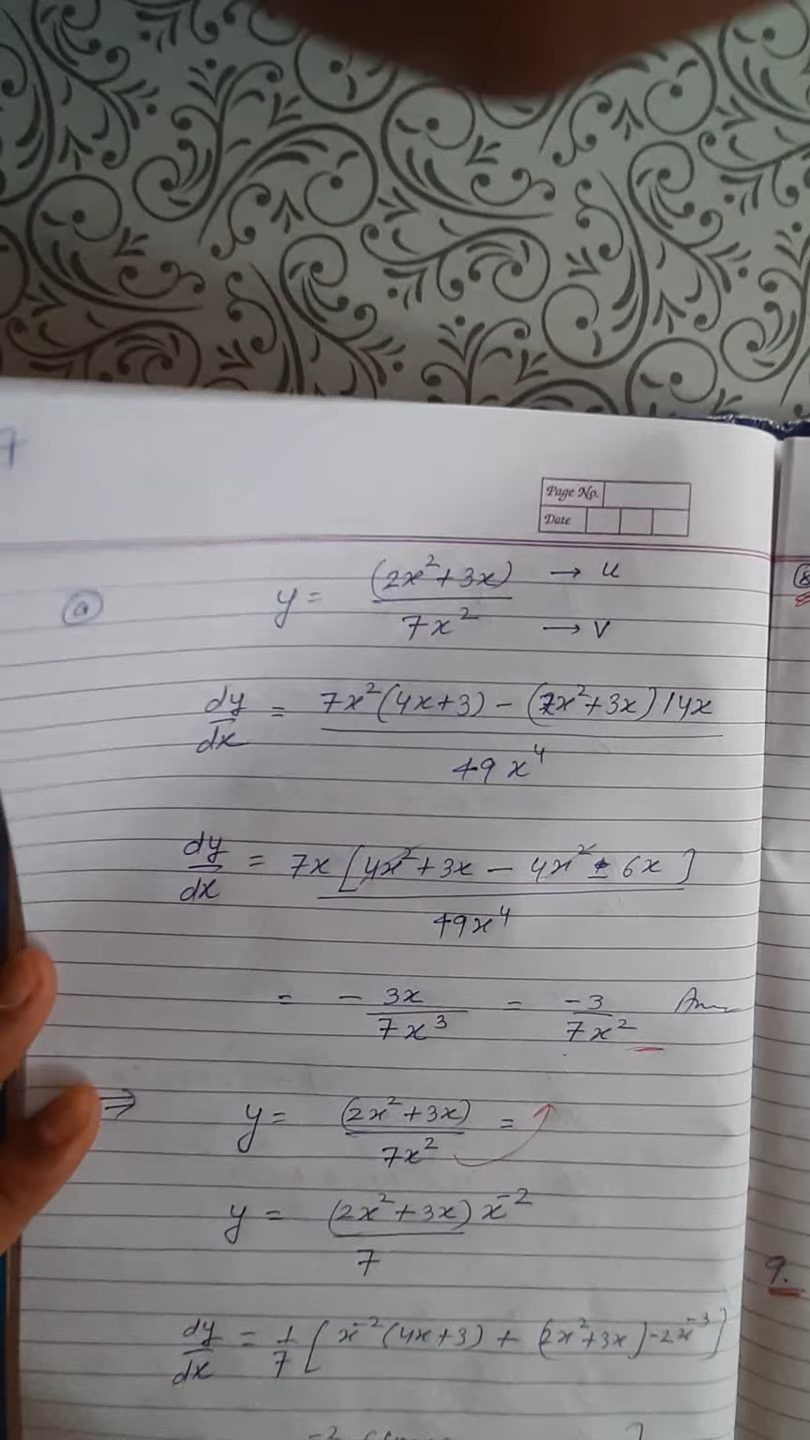 7
Page No.
Date
(a) y = (2x²+3x) → u
7x² → v
dy/dx = 7x²(4x+3) − (2x²+3x)14x
49x⁴
dy/dx = 7x[4x²+3x − 4x² − 6x]
49x⁴
= − 3x/7x³ = −3/7x² Ans
⇒ y = (2x²+3x)/7x² =
y = (2x²+3x)x⁻²
7
dy/dx = 1/7 [x⁻²(4x+3) + (2x²+3x)−2x⁻³]
(8
9.